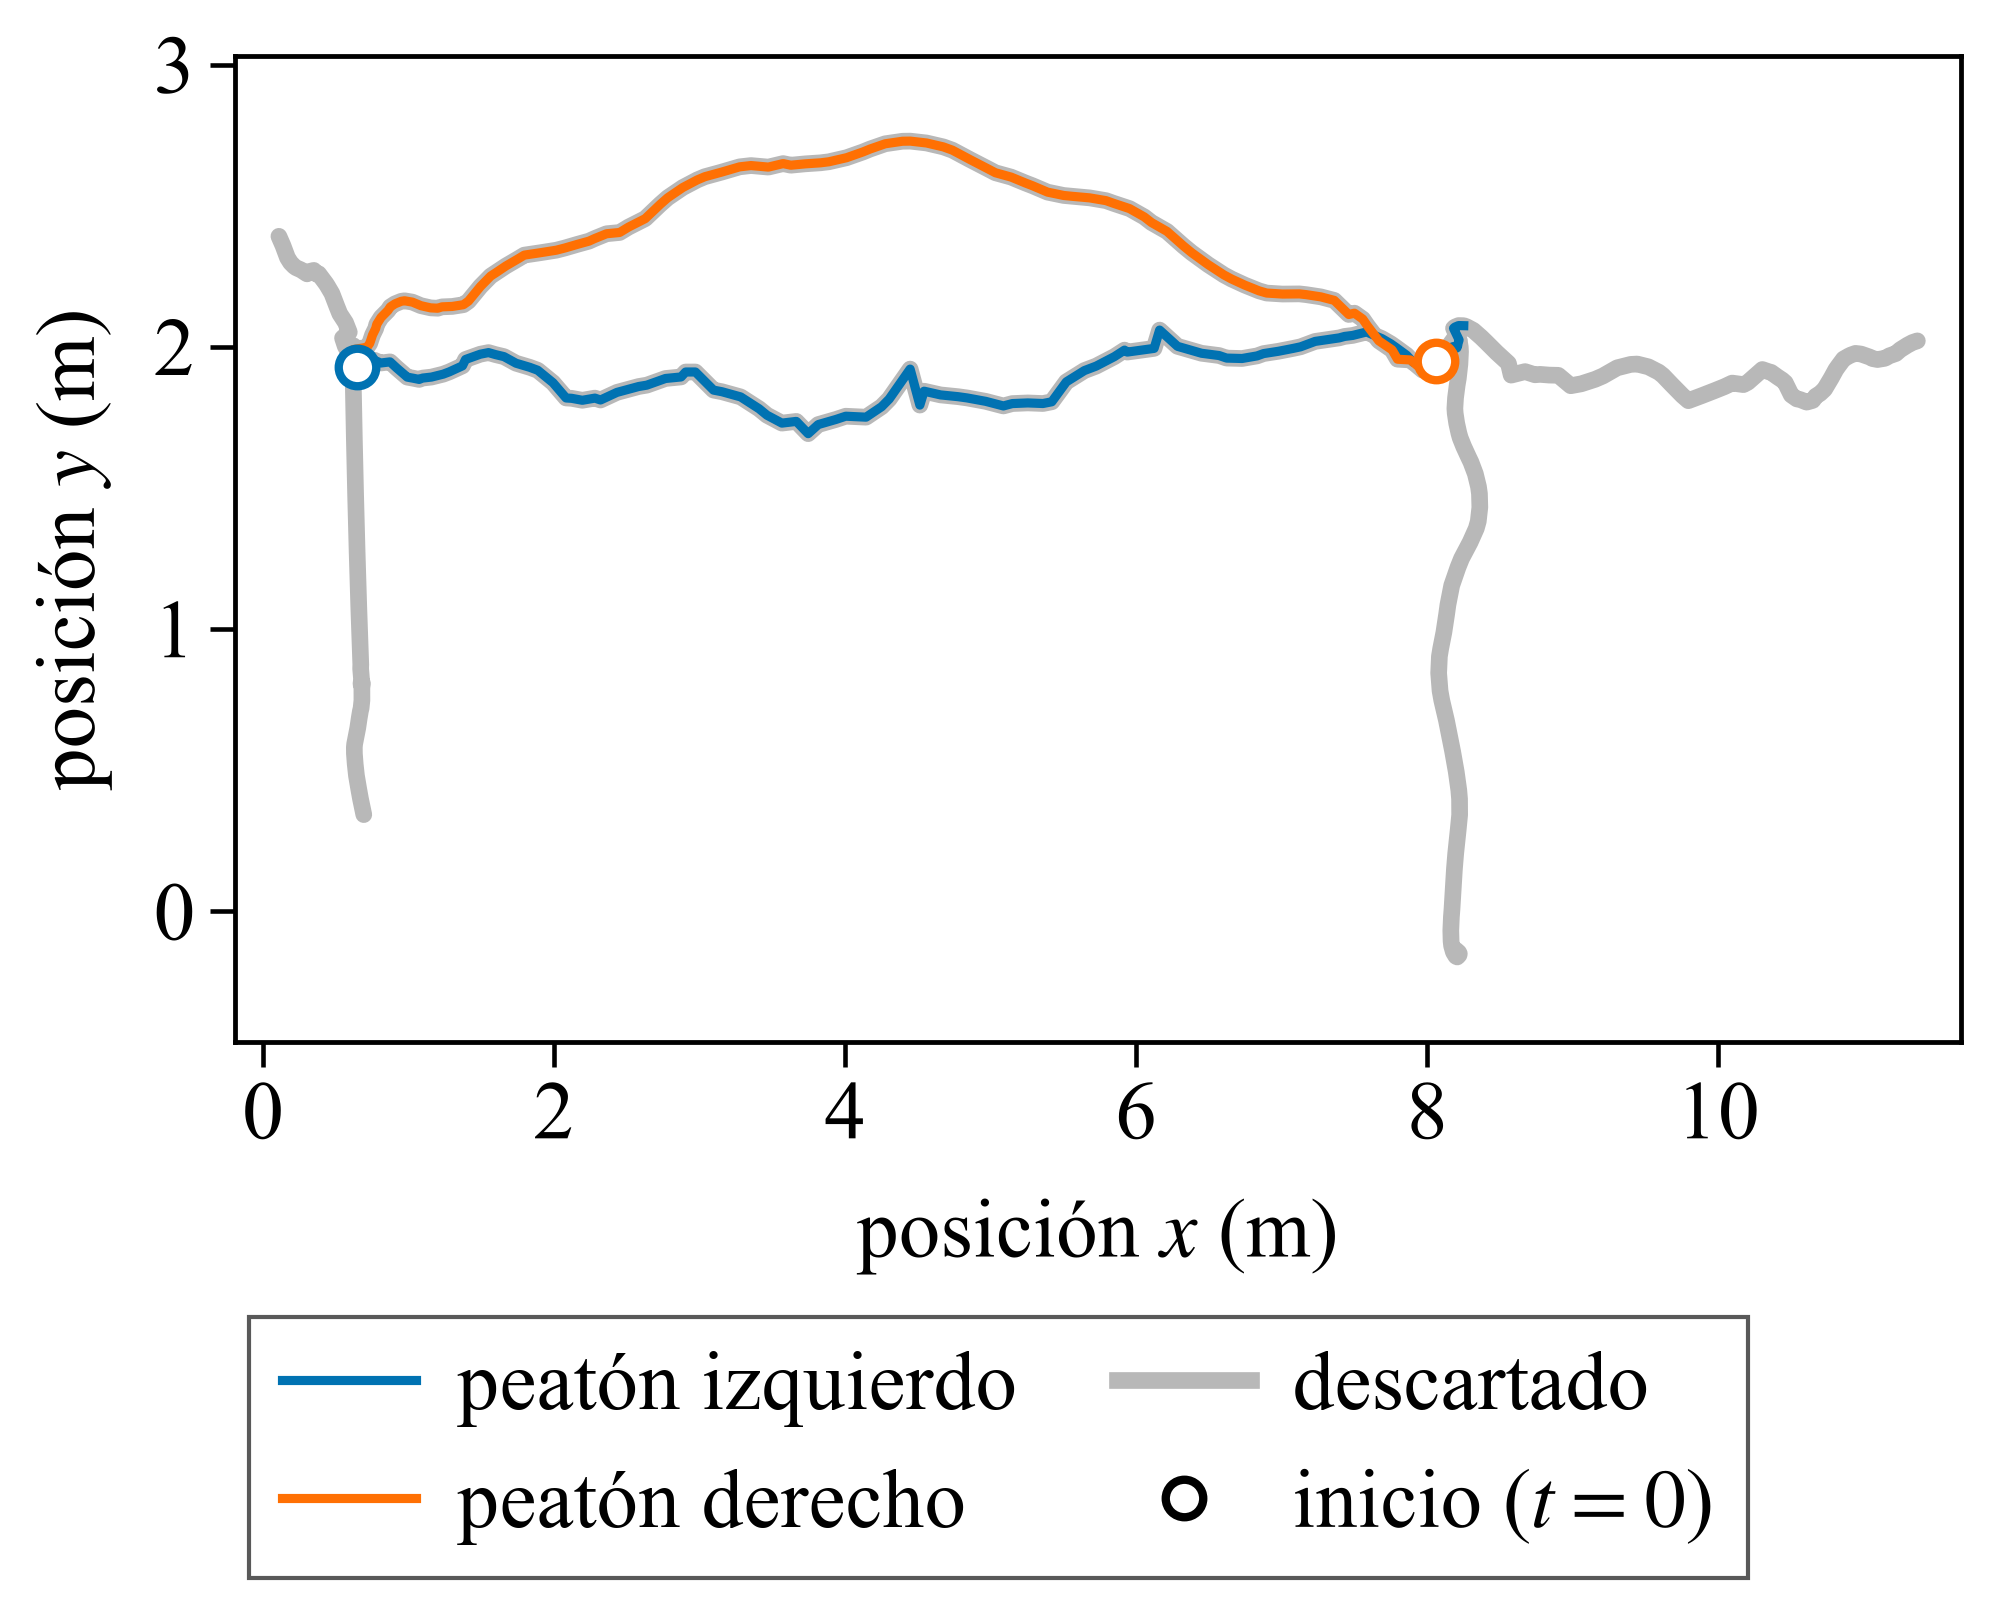 3
2
1
0
posición y (m)
0 2 4 6 8 10
posición x (m)
peatón izquierdo
descartado
peatón derecho
inicio (t = 0)